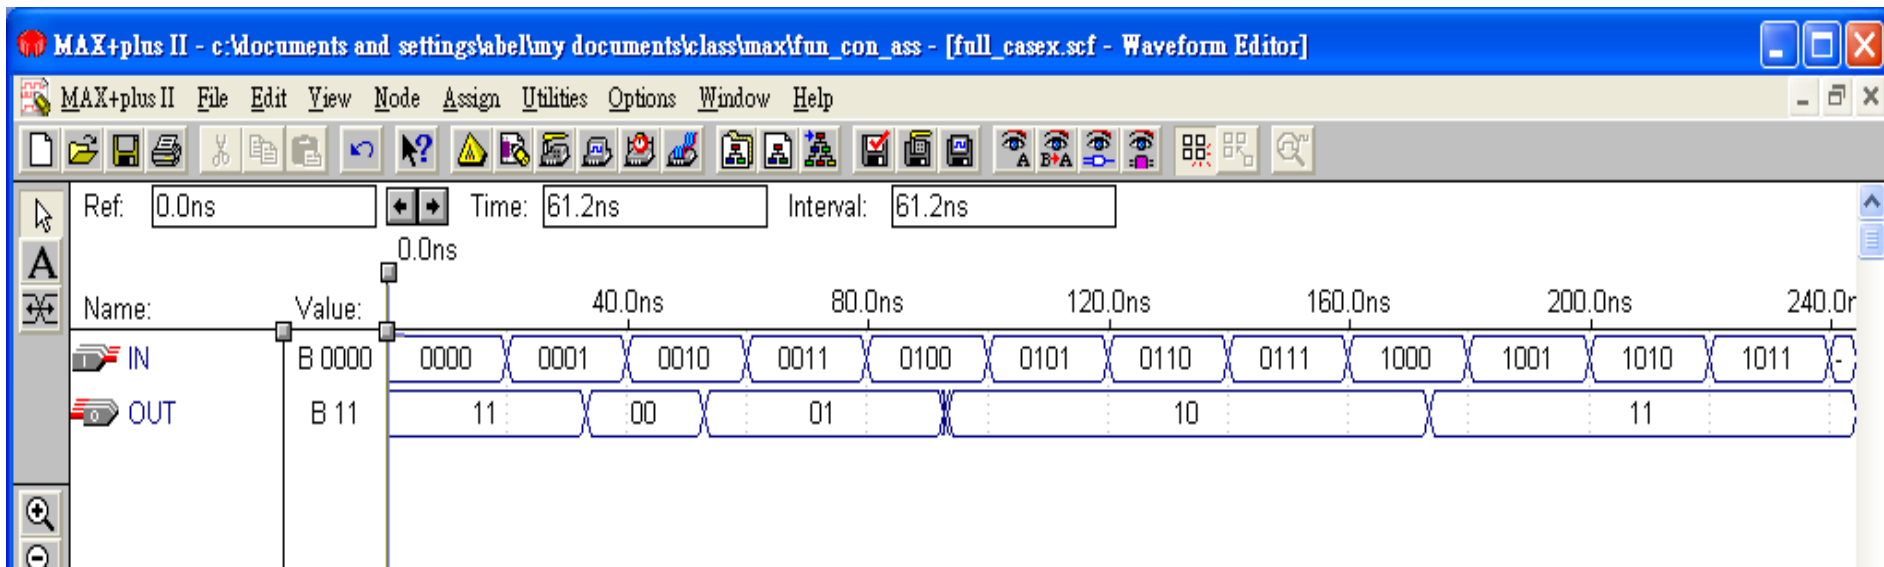 MAX+plus II - c:\documents and settings\abel\my documents\class\max\fun_con_ass - [full_casex.scf - Waveform Editor]
MAX+plus II File Edit View Node Assign Utilities Options Window Help
Ref: 0.0ns Time: 61.2ns Interval: 61.2ns
0.0ns
Name: Value: 40.0ns 80.0ns 120.0ns 160.0ns 200.0ns 240.0r
IN B 0000 0000 0001 0010 0011 0100 0101 0110 0111 1000 1001 1010 1011 -
OUT B 11 11 00 01 10 11